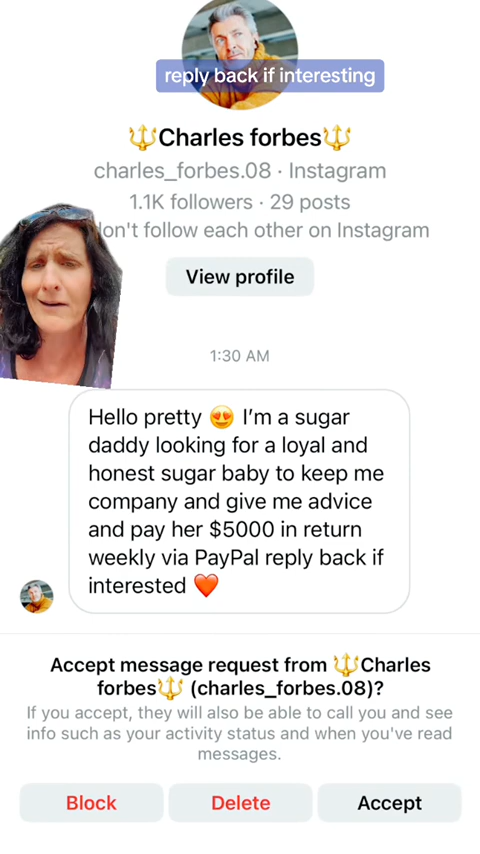 reply back if interesting
🔱Charles forbes🔱
charles_forbes.08 · Instagram
1.1K followers · 29 posts
don't follow each other on Instagram
View profile
1:30 AM
Hello pretty 😍 I’m a sugar
daddy looking for a loyal and
honest sugar baby to keep me
company and give me advice
and pay her $5000 in return
weekly via PayPal reply back if
interested ❤️
Accept message request from 🔱Charles
forbes🔱 (charles_forbes.08)?
If you accept, they will also be able to call you and see
info such as your activity status and when you've read
messages.
Block
Delete
Accept